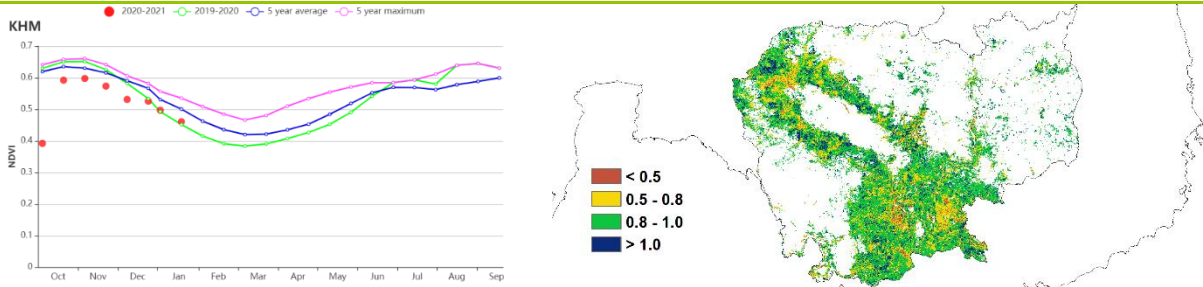 2020-2021 2019-2020 5 year average 5 year maximum
KHM
0.7
0.6
0.5
0.4
0.3
0.2
0.1
0
NDVI
Oct Nov Dec Jan Feb Mar Apr May Jun Jul Aug Sep
< 0.5
0.5 - 0.8
0.8 - 1.0
> 1.0